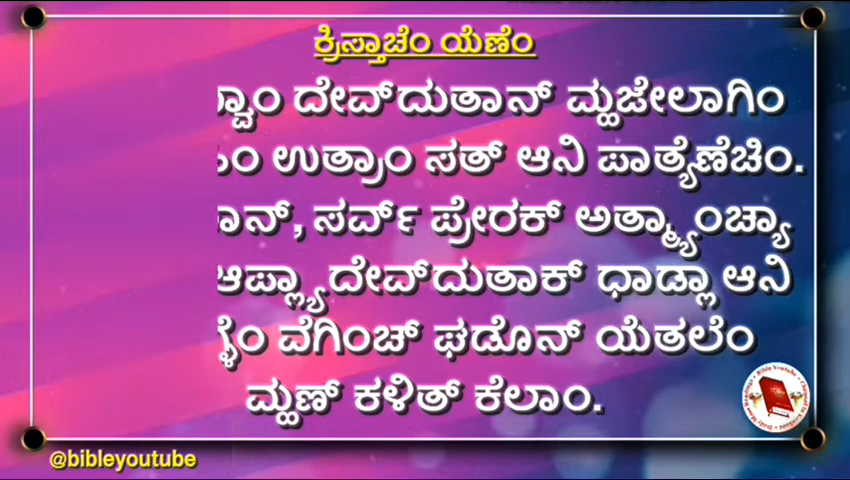 ಕ್ರಿಸ್ತಾಚೆಂ ಯೆಣೆಂ
ದೇವ್‌ದುತಾನ್ ಮ್ಹಜೇಲಾಗಿಂ
ಉತ್ರಾಂ ಸತ್ ಆನಿ ಪಾತ್ಯೆಣೆಚಿಂ.
ಸರ್ವ್ ಪ್ರೇರಕ್ ಅತ್ಮ್ಯಾಂಚ್ಯಾ
ಆಪ್ಲ್ಯಾ ದೇವ್‌ದುತಾಕ್ ಧಾಡ್ಲಾ ಆನಿ
ವೆಗಿಂಚ್ ಘಡೊನ್ ಯೆತಲೆಂ
ಮ್ಹಣ್ ಕಳಿತ್ ಕೆಲಾಂ.
@bibleyoutube